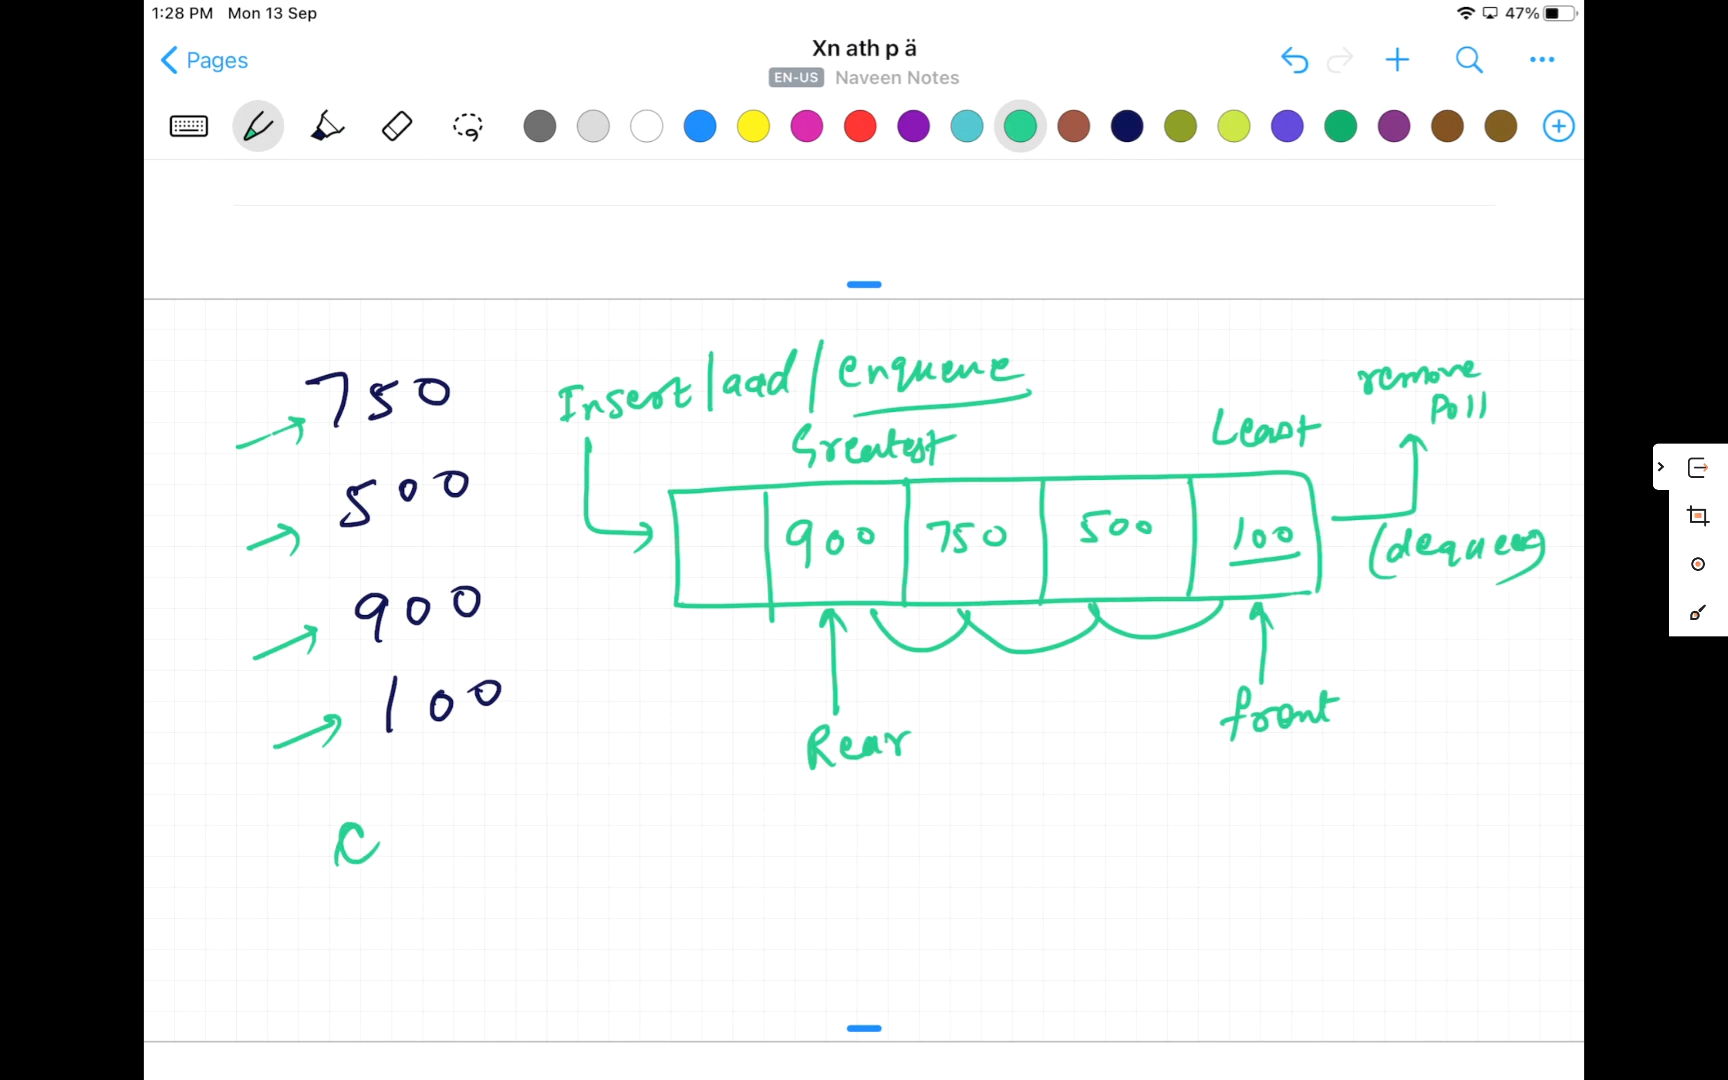 1:28 PM Mon 13 Sep
47%
Pages
Xn ath p ä
EN-US Naveen Notes
750
500
900
100
Insert/add/enqueue
Greatest
Least
remove
Poll
900 750 500 100
(dequeue)
Rear
front